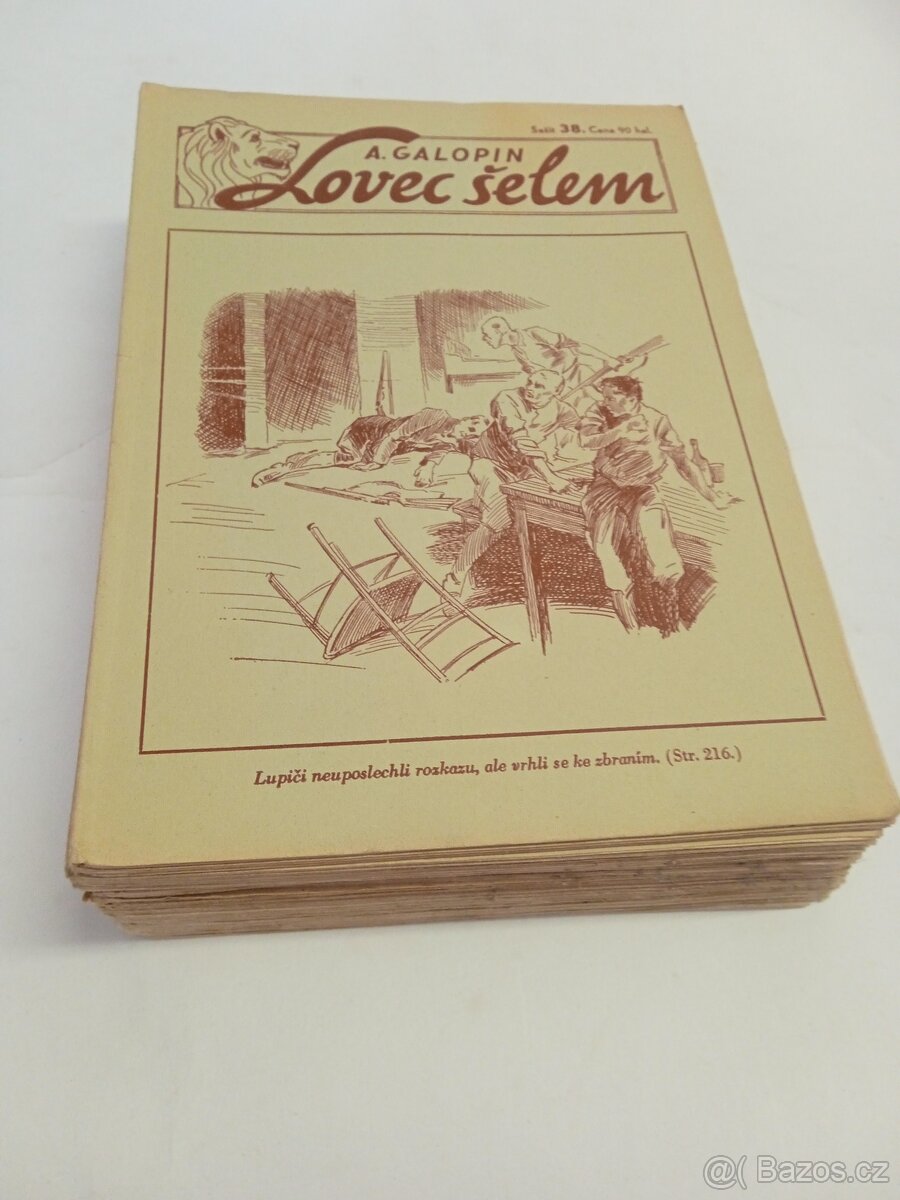 Sešit 38. Cena 90 hal.
A. GALOPIN
Lovec šelem
Lupiči neuposlechli rozkazu, ale vrhli se ke zbraním. (Str. 216.)
@( Bazos.cz